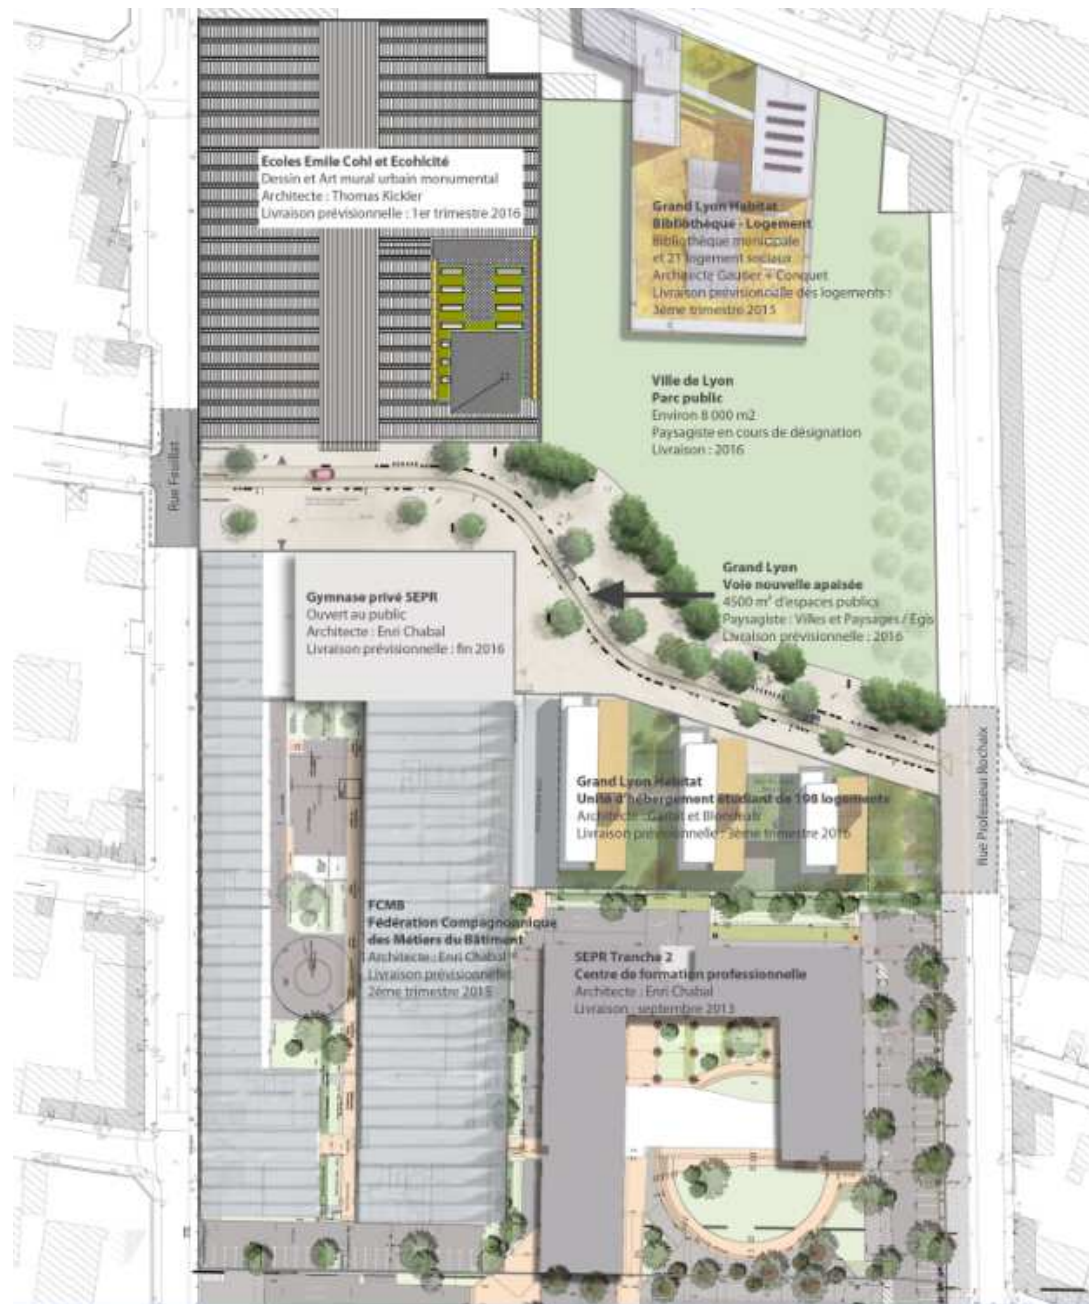 Ecoles Emile Cohl et Ecohlcité
Dessin et Art mural urbain monumental
Architecte : Thomas Kickler
Livraison prévisionnelle : 1er trimestre 2016
Grand Lyon Habitat
Bibliothèque - Logement
Bibliothèque municipale
et 21 logement sociaux
Architecte Gautier + Conquet
Livraison prévisionnelle des logements :
3ème trimestre 2015
Ville de Lyon
Parc public
Environ 8 000 m2
Paysagiste en cours de désignation
Livraison : 2016
Rue Feuillat
Grand Lyon
Voie nouvelle apaisée
4500 m² d'espaces publics
Paysagiste : Villes et Paysages / Egis
Livraison prévisionnelle : 2016
Gymnase privé SEPR
Ouvert au public
Architecte : Enri Chabal
Livraison prévisionnelle : fin 2016
Rue Professeur Rochaix
Grand Lyon Habitat
Unité d'hébergement étudiant de 198 logements
Architecte : et
Livraison prévisionnelle : 3ème trimestre 2016
FCMB
Fédération Compagnonnique
des Métiers du Bâtiment
Architecte : Enri Chabal
Livraison prévisionnelle
2ème trimestre 2015
SEPR Tranche 2
Centre de formation professionnelle
Architecte : Enri Chabal
Livraison : septembre 2013